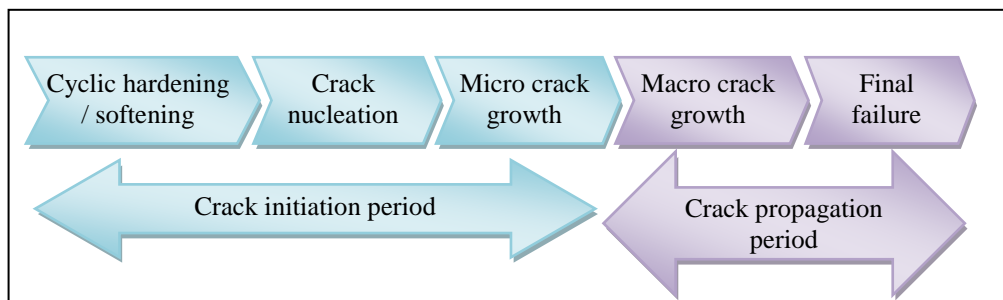 Cyclic hardening
/ softening
Crack
nucleation
Micro crack
growth
Macro crack
growth
Final
failure
Crack initiation period
Crack propagation
period